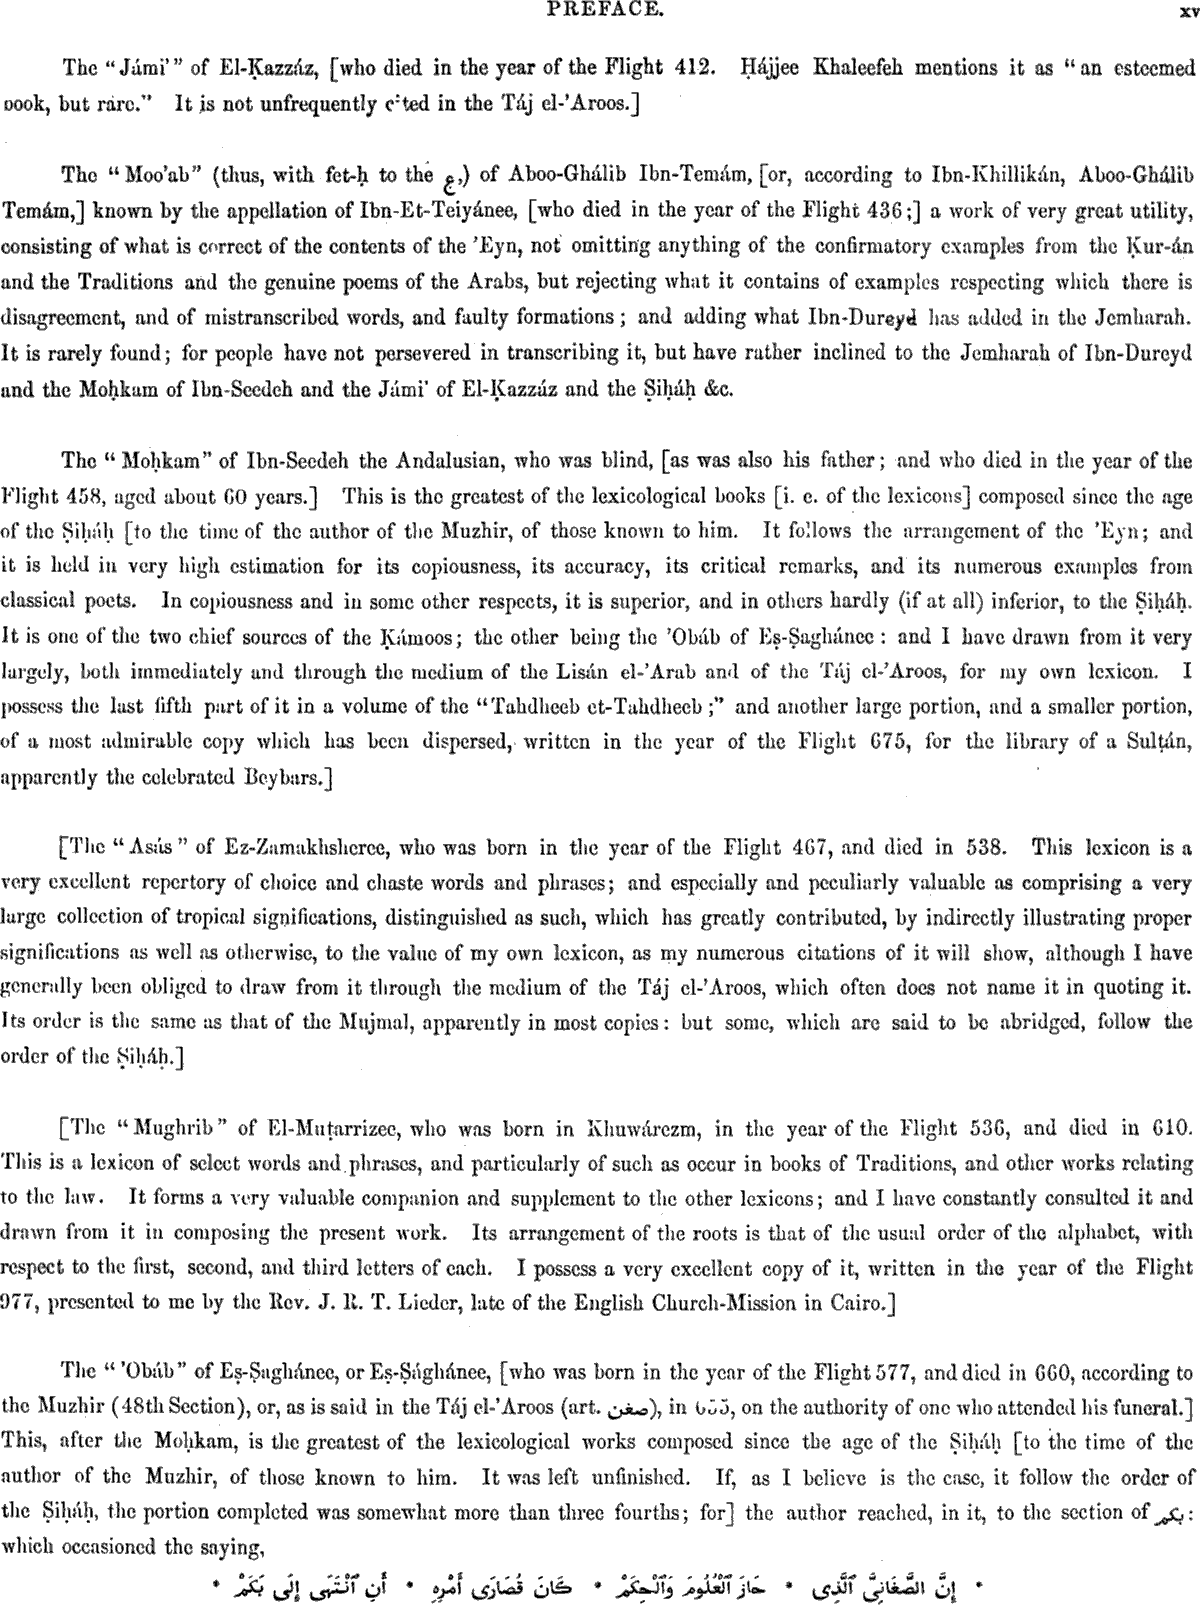 PREFACE. xv
The “Jámi’” of El-Ḳazzáz, [who died in the year of the Flight 412. Ḥájjee Khaleefeh mentions it as “an esteemed
book, but rare.” It is not unfrequently cited in the Táj el-’Aroos.]
The “Moo’ab” (thus, with fet-ḥ to the ع,) of Aboo-Ghálib Ibn-Temám, [or, according to Ibn-Khillikán, Aboo-Ghálib
Temám,] known by the appellation of Ibn-Et-Teiyánee, [who died in the year of the Flight 436;] a work of very great utility,
consisting of what is correct of the contents of the ’Eyn, not omitting anything of the confirmatory examples from the Ḳur-án
and the Traditions and the genuine poems of the Arabs, but rejecting what it contains of examples respecting which there is
disagreement, and of mistranscribed words, and faulty formations; and adding what Ibn-Dureyd has added in the Jemharah.
It is rarely found; for people have not persevered in transcribing it, but have rather inclined to the Jemharah of Ibn-Dureyd
and the Moḥkam of Ibn-Seedeh and the Jámi’ of El-Ḳazzáz and the Ṣiḥáḥ &c.
The “Moḥkam” of Ibn-Seedeh the Andalusian, who was blind, [as was also his father; and who died in the year of the
Flight 458, aged about 60 years.] This is the greatest of the lexicological books [i. e. of the lexicons] composed since the age
of the Ṣiḥáḥ [to the time of the author of the Muzhir, of those known to him. It follows the arrangement of the ’Eyn; and
it is held in very high estimation for its copiousness, its accuracy, its critical remarks, and its numerous examples from
classical poets. In copiousness and in some other respects, it is superior, and in others hardly (if at all) inferior, to the Ṣiḥáḥ.
It is one of the two chief sources of the Ḳámoos; the other being the ’Obáb of Eṣ-Ṣaghánee: and I have drawn from it very
largely, both immediately and through the medium of the Lisán el-’Arab and of the Táj el-’Aroos, for my own lexicon. I
possess the last fifth part of it in a volume of the “Tahdheeb et-Tahdheeb;” and another large portion, and a smaller portion,
of a most admirable copy which has been dispersed, written in the year of the Flight 675, for the library of a Sulṭán,
apparently the celebrated Beybars.]
[The “Asás” of Ez-Zamakhsheree, who was born in the year of the Flight 467, and died in 538. This lexicon is a
very excellent repertory of choice and chaste words and phrases; and especially and peculiarly valuable as comprising a very
large collection of tropical significations, distinguished as such, which has greatly contributed, by indirectly illustrating proper
significations as well as otherwise, to the value of my own lexicon, as my numerous citations of it will show, although I have
generally been obliged to draw from it through the medium of the Táj el-’Aroos, which often does not name it in quoting it.
Its order is the same as that of the Mujmal, apparently in most copies: but some, which are said to be abridged, follow the
order of the Ṣiḥáḥ.]
[The “Mughrib” of El-Muṭarrizee, who was born in Khuwárezm, in the year of the Flight 536, and died in 610.
This is a lexicon of select words and phrases, and particularly of such as occur in books of Traditions, and other works relating
to the law. It forms a very valuable companion and supplement to the other lexicons; and I have constantly consulted it and
drawn from it in composing the present work. Its arrangement of the roots is that of the usual order of the alphabet, with
respect to the first, second, and third letters of each. I possess a very excellent copy of it, written in the year of the Flight
977, presented to me by the Rev. J. R. T. Lieder, late of the English Church-Mission in Cairo.]
The “’Obáb” of Eṣ-Ṣaghánee, or Eṣ-Ṣághánee, [who was born in the year of the Flight 577, and died in 660, according to
the Muzhir (48th Section), or, as is said in the Táj el-’Aroos (art. صغن), in ٦٥٥, on the authority of one who attended his funeral.]
This, after the Moḥkam, is the greatest of the lexicological works composed since the age of the Ṣiḥáḥ [to the time of the
author of the Muzhir, of those known to him. It was left unfinished. If, as I believe is the case, it follow the order of
the Ṣiḥáḥ, the portion completed was somewhat more than three fourths; for] the author reached, in it, to the section of بكم:
which occasioned the saying,
* إِنَّ الصَّغَانِىَّ ٱلَّذِى * حَازَ ٱلْعُلُومَ وَٱلْحِكَمْ * كَانَ قُصَارَى أَمْرِهِ * أَنِ ٱنْتَهَى إِلَى بَكَمْ *